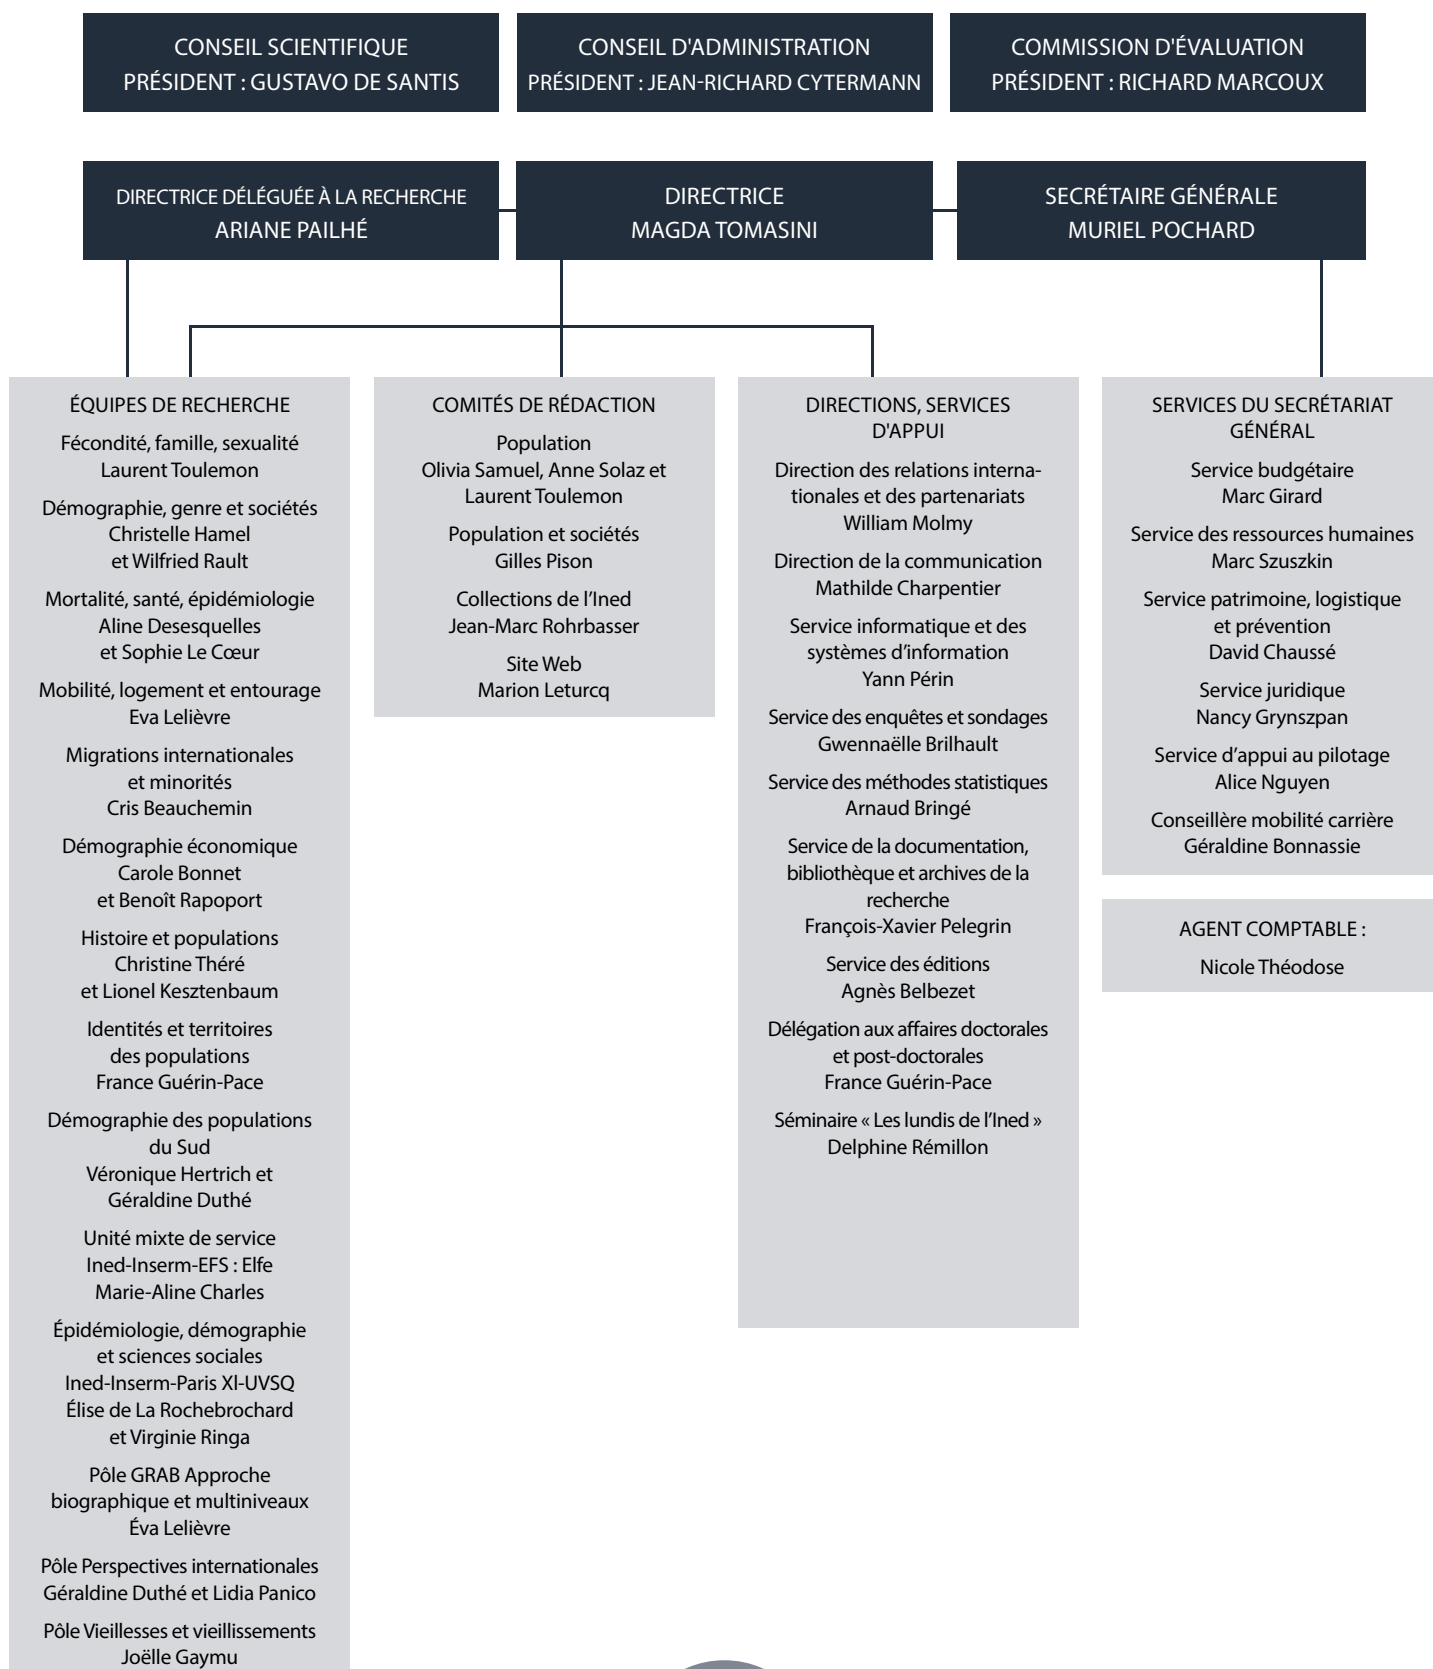 CONSEIL SCIENTIFIQUE
PRÉSIDENT : GUSTAVO DE SANTIS
CONSEIL D'ADMINISTRATION
PRÉSIDENT : JEAN-RICHARD CYTERMANN
COMMISSION D'ÉVALUATION
PRÉSIDENT : RICHARD MARCOUX
DIRECTRICE DÉLÉGUÉE À LA RECHERCHE
ARIANE PAILHÉ
DIRECTRICE
MAGDA TOMASINI
SECRÉTAIRE GÉNÉRALE
MURIEL POCHARD
ÉQUIPES DE RECHERCHE
Fécondité, famille, sexualité
Laurent Toulemon
Démographie, genre et sociétés
Christelle Hamel
et Wilfried Rault
Mortalité, santé, épidémiologie
Aline Desesquelles
et Sophie Le Cœur
Mobilité, logement et entourage
Eva Lelièvre
Migrations internationales
et minorités
Cris Beauchemin
Démographie économique
Carole Bonnet
et Benoît Rapoport
Histoire et populations
Christine Théré
et Lionel Kesztenbaum
Identités et territoires
des populations
France Guérin-Pace
Démographie des populations
du Sud
Véronique Hertrich et
Géraldine Duthé
Unité mixte de service
Ined-Inserm-EFS : Elfe
Marie-Aline Charles
Épidémiologie, démographie
et sciences sociales
Ined-Inserm-Paris Xl-UVSQ
Élise de La Rochebrochard
et Virginie Ringa
Pôle GRAB Approche
biographique et multiniveaux
Éva Lelièvre
Pôle Perspectives internationales
Géraldine Duthé et Lidia Panico
Pôle Vieillesses et vieillissements
Joëlle Gaymu
COMITÉS DE RÉDACTION
Population
Olivia Samuel, Anne Solaz et
Laurent Toulemon
Population et sociétés
Gilles Pison
Collections de l’Ined
Jean-Marc Rohrbasser
Site Web
Marion Leturcq
DIRECTIONS, SERVICES
D'APPUI
Direction des relations interna-
tionales et des partenariats
William Molmy
Direction de la communication
Mathilde Charpentier
Service informatique et des
systèmes d’information
Yann Périn
Service des enquêtes et sondages
Gwennaëlle Brilhault
Service des méthodes statistiques
Arnaud Bringé
Service de la documentation,
bibliothèque et archives de la
recherche
François-Xavier Pelegrin
Service des éditions
Agnès Belbezet
Délégation aux affaires doctorales
et post-doctorales
France Guérin-Pace
Séminaire « Les lundis de l’Ined »
Delphine Rémillon
SERVICES DU SECRÉTARIAT
GÉNÉRAL
Service budgétaire
Marc Girard
Service des ressources humaines
Marc Szuszkin
Service patrimoine, logistique
et prévention
David Chaussé
Service juridique
Nancy Grynszpan
Service d’appui au pilotage
Alice Nguyen
Conseillère mobilité carrière
Géraldine Bonnassie
AGENT COMPTABLE :
Nicole Théodose